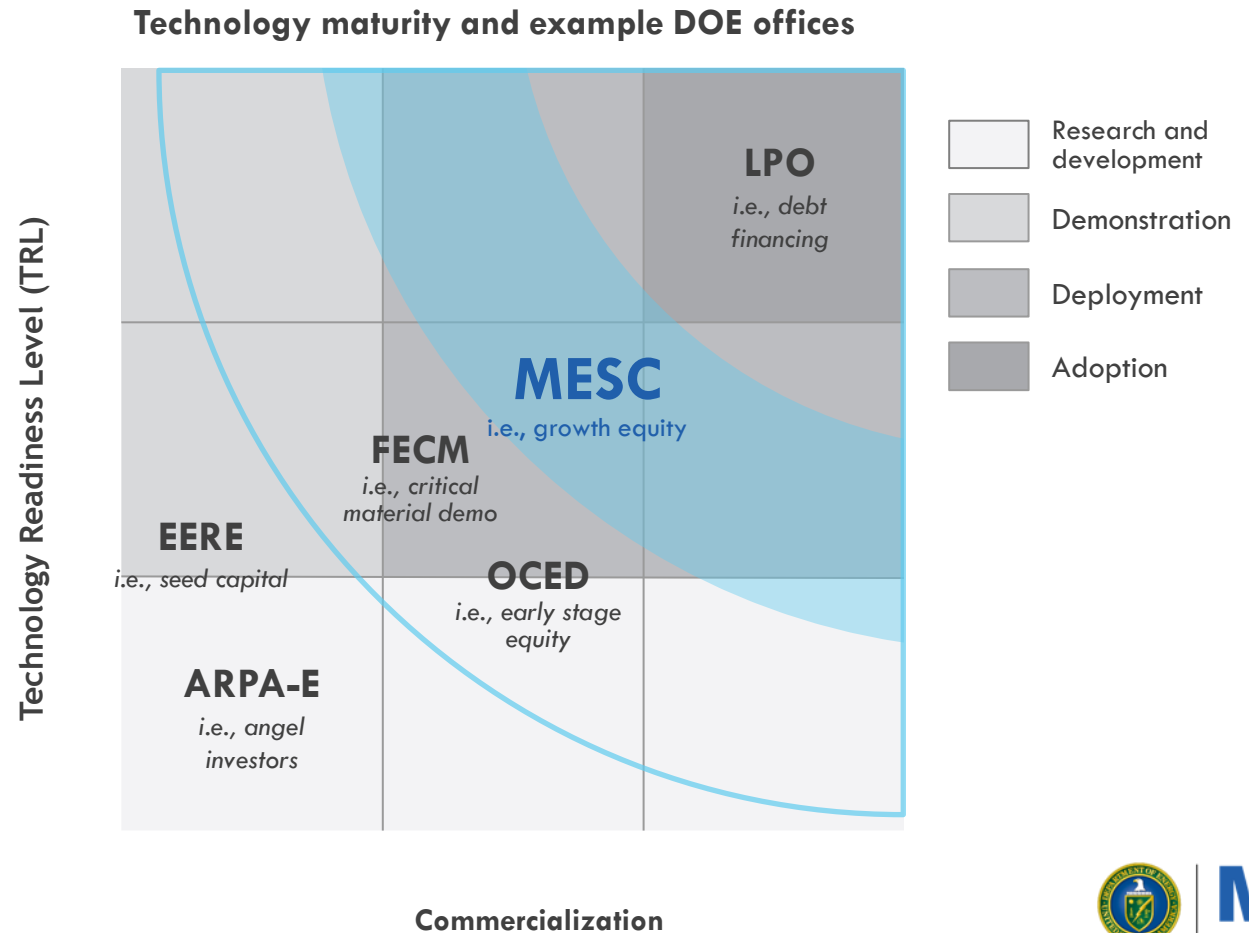 Technology maturity and example DOE offices
Technology Readiness Level (TRL)
LPO
i.e., debt
financing
MESC
i.e., growth equity
FECM
i.e., critical
material demo
EERE
i.e., seed capital
OCED
i.e., early stage
equity
ARPA-E
i.e., angel
investors
Commercialization
Research and
development
Demonstration
Deployment
Adoption
M